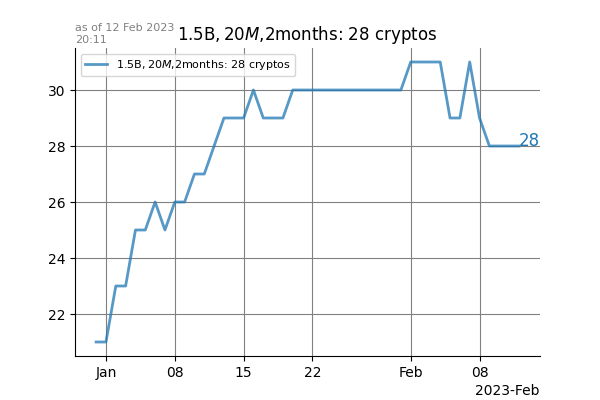 as of 12 Feb 2023
20:11
1.5B, 20M,2months: 28 cryptos
1.5B, 20M,2months: 28 cryptos
30
28
28
26
24
22
Jan
08
15
22
Feb
08
2023-Feb